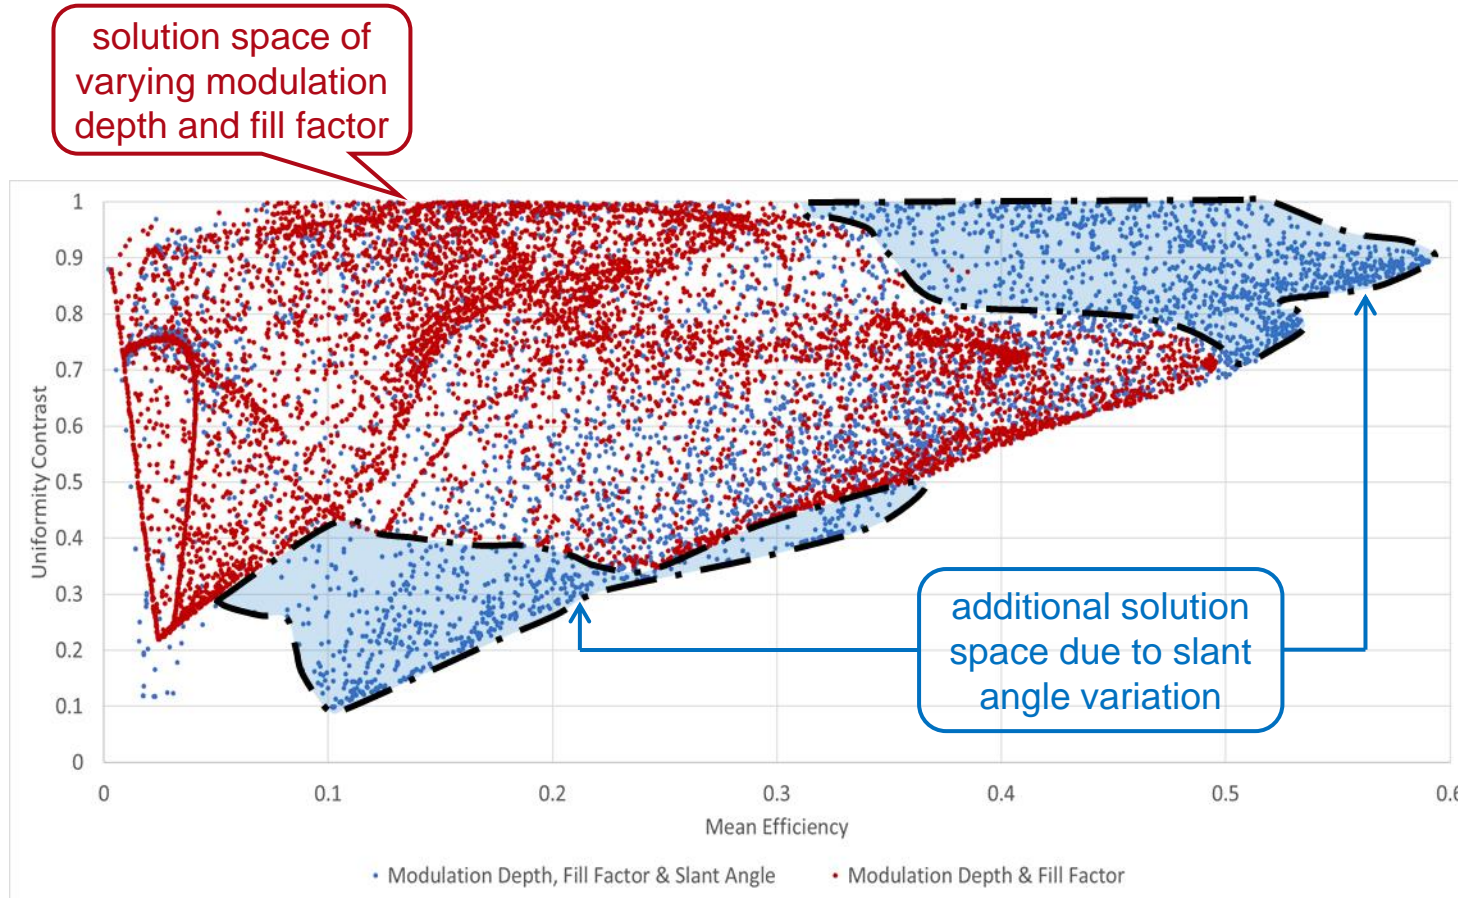 solution space of
varying modulation
depth and fill factor
1
0.9
0.8
0.7
0.6
0.5
0.4
0.3
0.2
0.1
0
Uniformity Contrast
additional solution
space due to slant
angle variation
0 0.1 0.2 0.3 0.4 0.5 0.6
Mean Efficiency
Modulation Depth, Fill Factor & Slant Angle Modulation Depth & Fill Factor